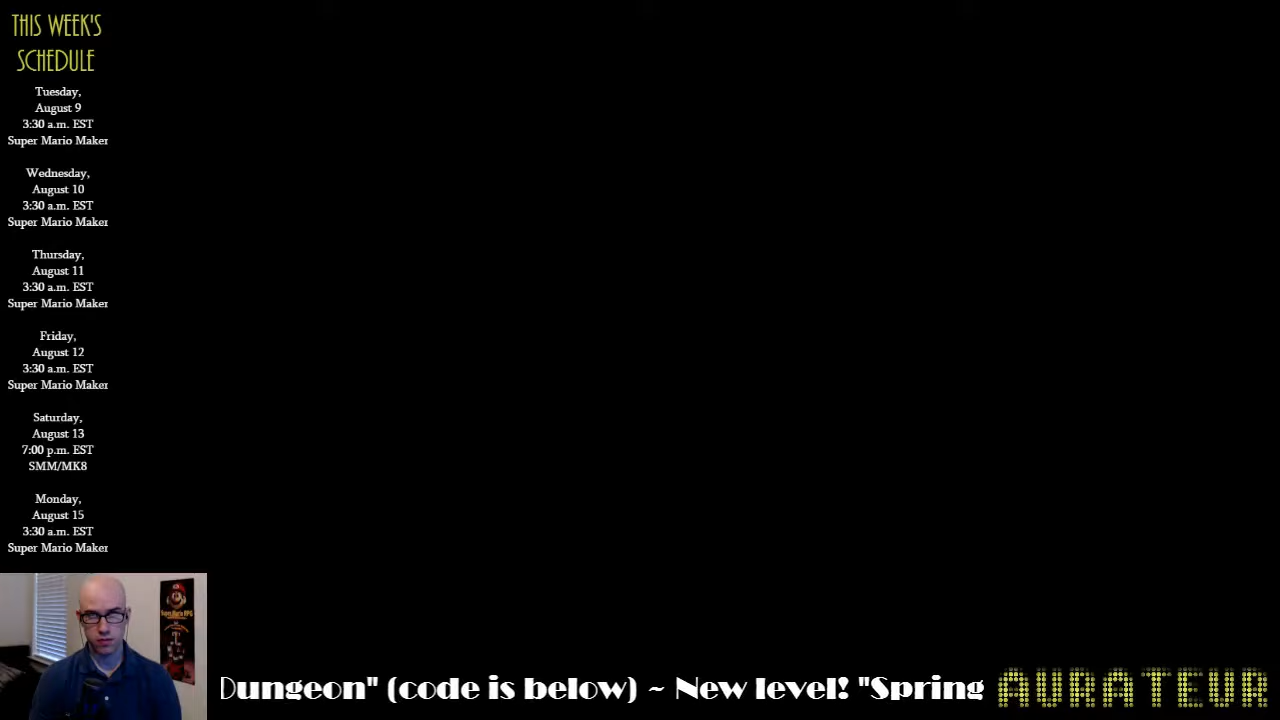 THIS WEEK'S
SCHEDULE
Tuesday,
August 9
3:30 a.m. EST
Super Mario Maker
Wednesday,
August 10
3:30 a.m. EST
Super Mario Maker
Thursday,
August 11
3:30 a.m. EST
Super Mario Maker
Friday,
August 12
3:30 a.m. EST
Super Mario Maker
Saturday,
August 13
7:00 p.m. EST
SMM/MK8
Monday,
August 15
3:30 a.m. EST
Super Mario Maker
Super Mario RPG
Dungeon" (code is below) ~ New level! "Spring
AURATEUR